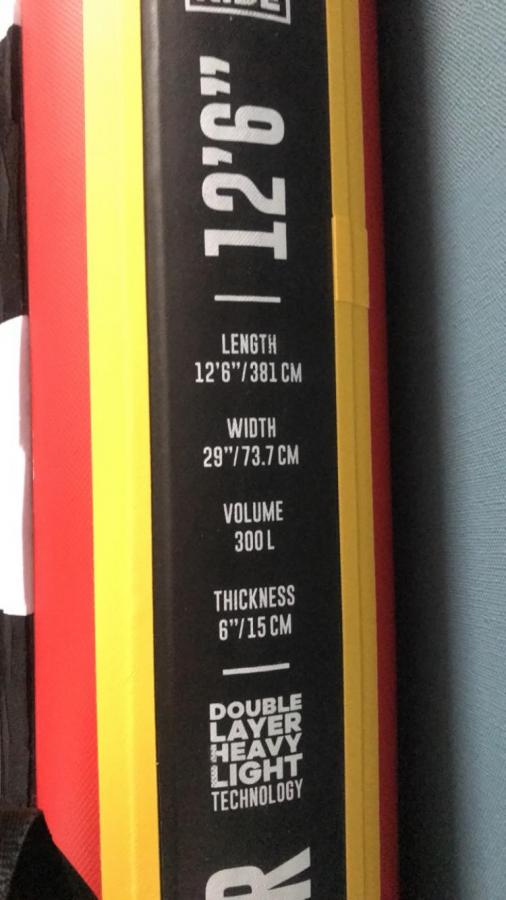 RIDE
12'6"
LENGTH
12'6"/381 CM
WIDTH
29"/73.7 CM
VOLUME
300 L
THICKNESS
6"/15 CM
DOUBLE
LAYER
HEAVY
LIGHT
TECHNOLOGY
R